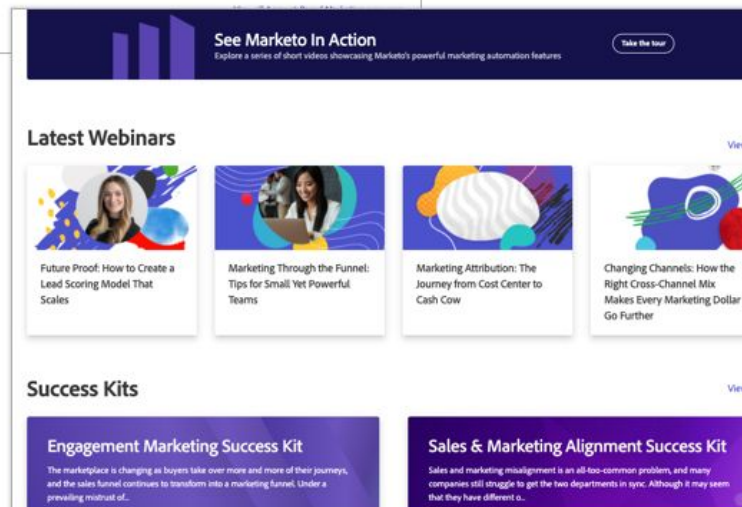 See Marketo In Action
Take the tour
Explore a series of short videos showcasing Marketo's powerful marketing automation features
Latest Webinars
Future Proof: How to Create a
Lead Scoring Model That
Scales
Marketing Through the Funnel:
Tips for Small Yet Powerful
Teams
Marketing Attribution: The
Journey from Cost Center to
Cash Cow
Changing Channels: How the
Right Cross-Channel Mix
Makes Every Marketing Dollar
Go Further
Success Kits
Engagement Marketing Success Kit
The marketplace is changing as buyers take over more and more of their journeys,
and the sales funnel continues to transform into a marketing funnel. Under a
prevailing mistrust of...
Sales & Marketing Alignment Success Kit
Sales and marketing misalignment is an all-too-common problem, and many
companies still struggle to get the two departments in sync. Although it may seem
that they have different o...